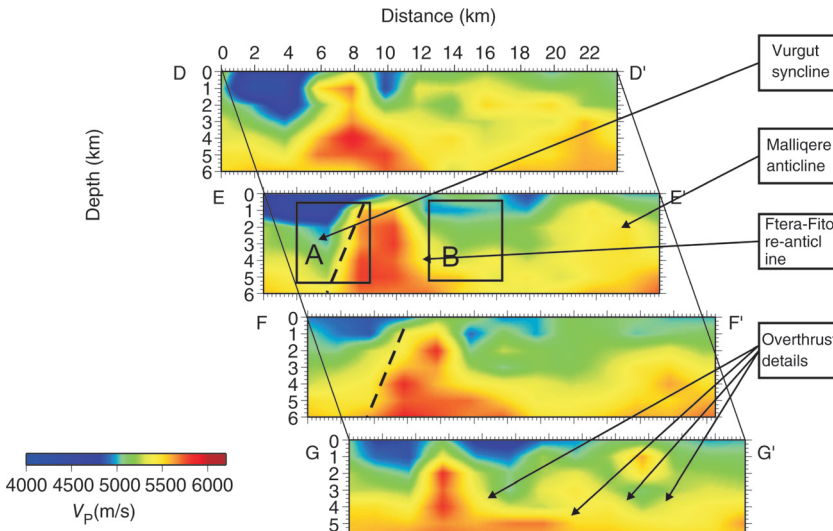 Distance (km)
0 2 4 6 8 10 12 14 16 18 20 22
D
D'
0
1
2
3
4
5
6
Depth (km)
E
E'
0
1
2
3
4
5
6
A
B
F
F'
0
1
2
3
4
5
6
G
G'
0
1
2
3
4
5
Vurgut
syncline
Malliqere
anticline
Ftera-Fito
re-anticl
ine
Overthrust
details
4000 4500 5000 5500 6000
VP(m/s)